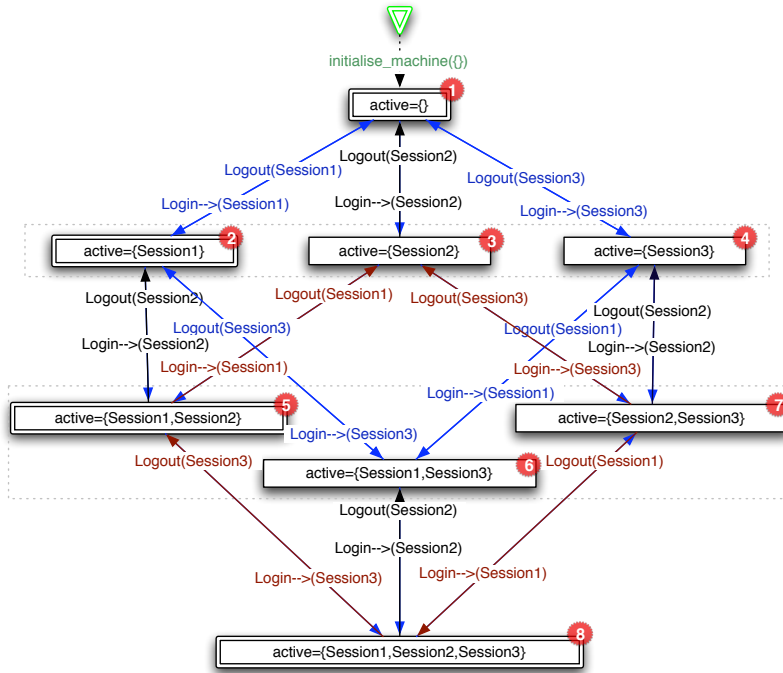 initialise_machine({})
1
active={}
Logout(Session2)
Logout(Session1)
Logout(Session3)
Login-->(Session2)
Login-->(Session1)
Login-->(Session3)
2
3
4
active={Session1}
active={Session2}
active={Session3}
Logout(Session2)
Logout(Session1)
Logout(Session3)
Logout(Session2)
Logout(Session3)
Logout(Session1)
Login-->(Session2)
Login-->(Session2)
Login-->(Session1)
Login-->(Session3)
Login-->(Session1)
5
7
active={Session1,Session2}
active={Session2,Session3}
Login-->(Session3)
6
Logout(Session3)
Logout(Session1)
active={Session1,Session3}
Logout(Session2)
Login-->(Session2)
Login-->(Session3)
Login-->(Session1)
8
active={Session1,Session2,Session3}